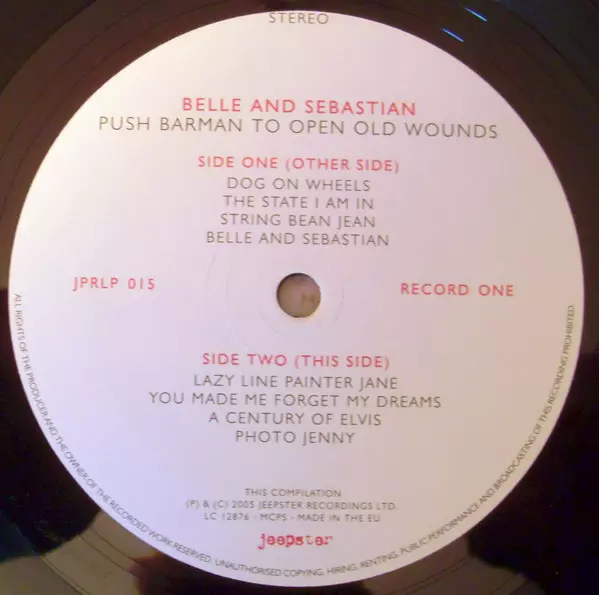 STEREO
BELLE AND SEBASTIAN
PUSH BARMAN TO OPEN OLD WOUNDS
SIDE ONE (OTHER SIDE)
DOG ON WHEELS
THE STATE I AM IN
STRING BEAN JEAN
BELLE AND SEBASTIAN
JPRLP 015
RECORD ONE
SIDE TWO (THIS SIDE)
LAZY LINE PAINTER JANE
YOU MADE ME FORGET MY DREAMS
A CENTURY OF ELVIS
PHOTO JENNY
THIS COMPILATION
(P) & (C) 2005 JEEPSTER RECORDINGS LTD.
LC 12876 - MCPS - MADE IN THE EU
jeepster
ALL RIGHTS OF THE PRODUCER AND THE OWNER OF THE RECORDED WORK RESERVED. UNAUTHORISED COPYING, HIRING, RENTING, PUBLIC PERFORMANCE AND BROADCASTING OF THIS RECORDING PROHIBITED.